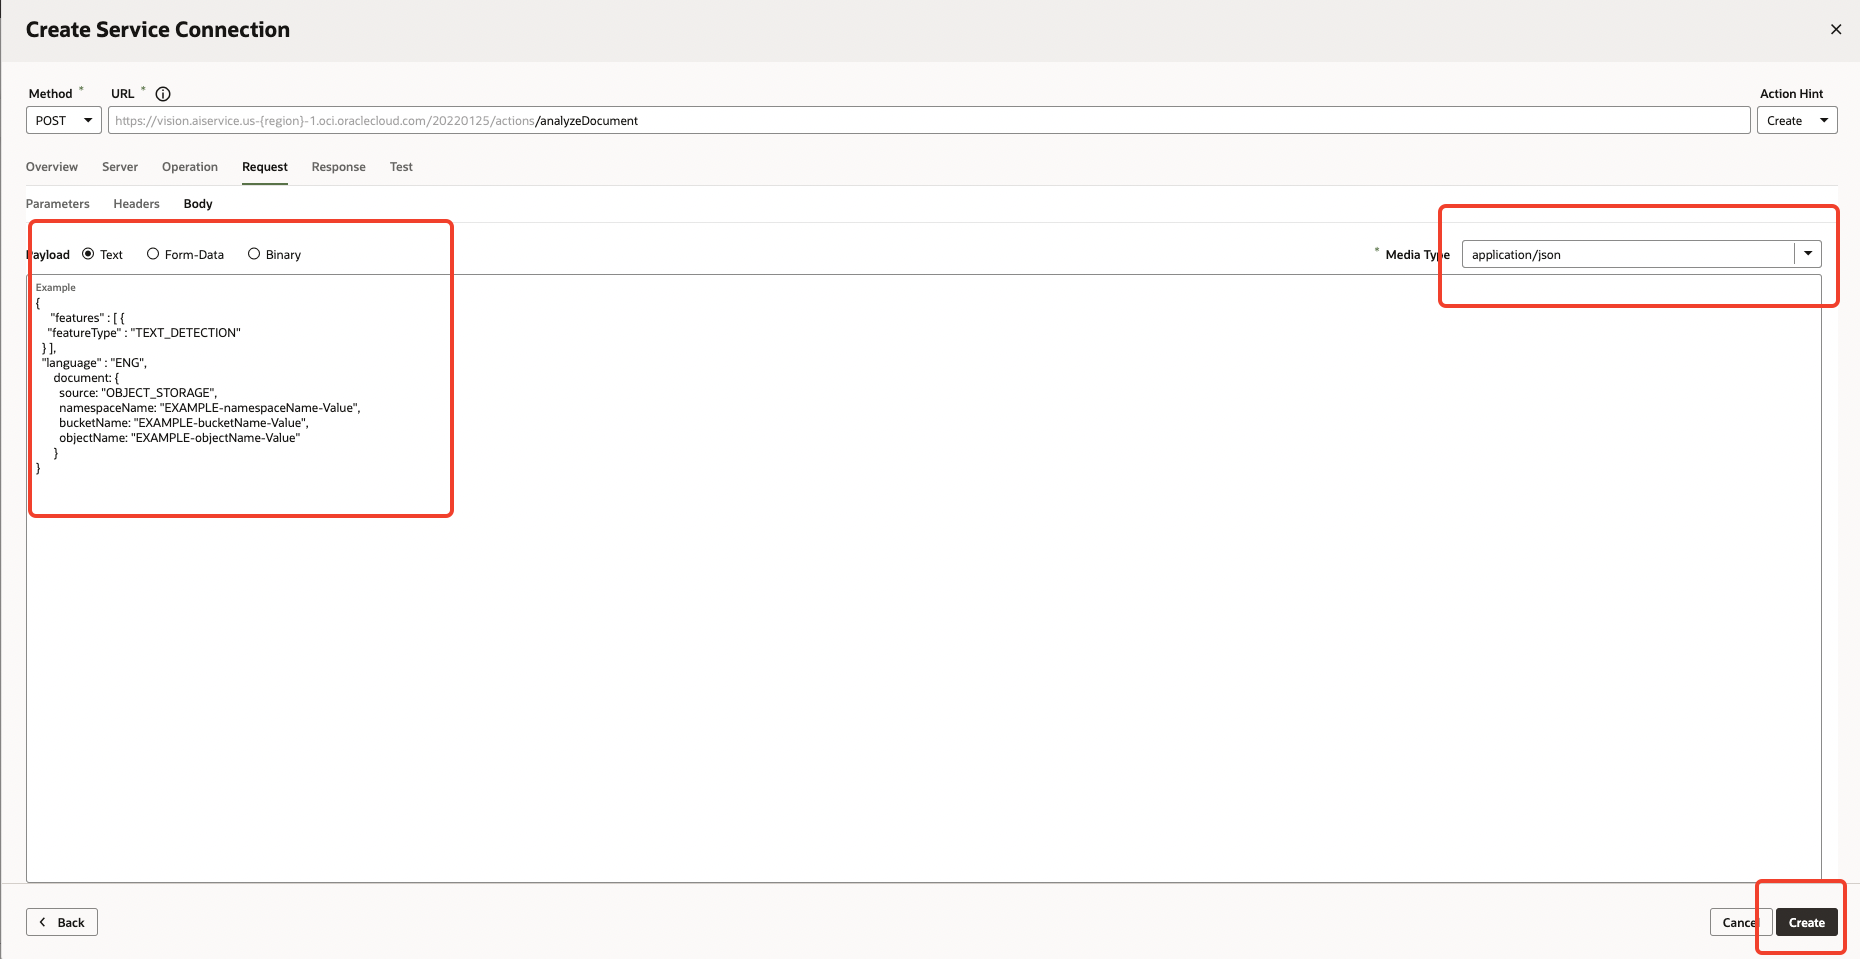 Create Service Connection
Method * URL *
Action Hint
POST
https://vision.aiservice.us-{region}-1.oci.oraclecloud.com/20220125/actions/analyzeDocument
Create
Overview Server Operation Request Response Test
Parameters Headers Body
Payload Text Form-Data Binary
* Media Type application/json
Example
{
"features" : [ {
"featureType" : "TEXT_DETECTION"
} ],
"language" : "ENG",
document: {
source: "OBJECT_STORAGE",
namespaceName: "EXAMPLE-namespaceName-Value",
bucketName: "EXAMPLE-bucketName-Value",
objectName: "EXAMPLE-objectName-Value"
}
}
Back
Cancel
Create